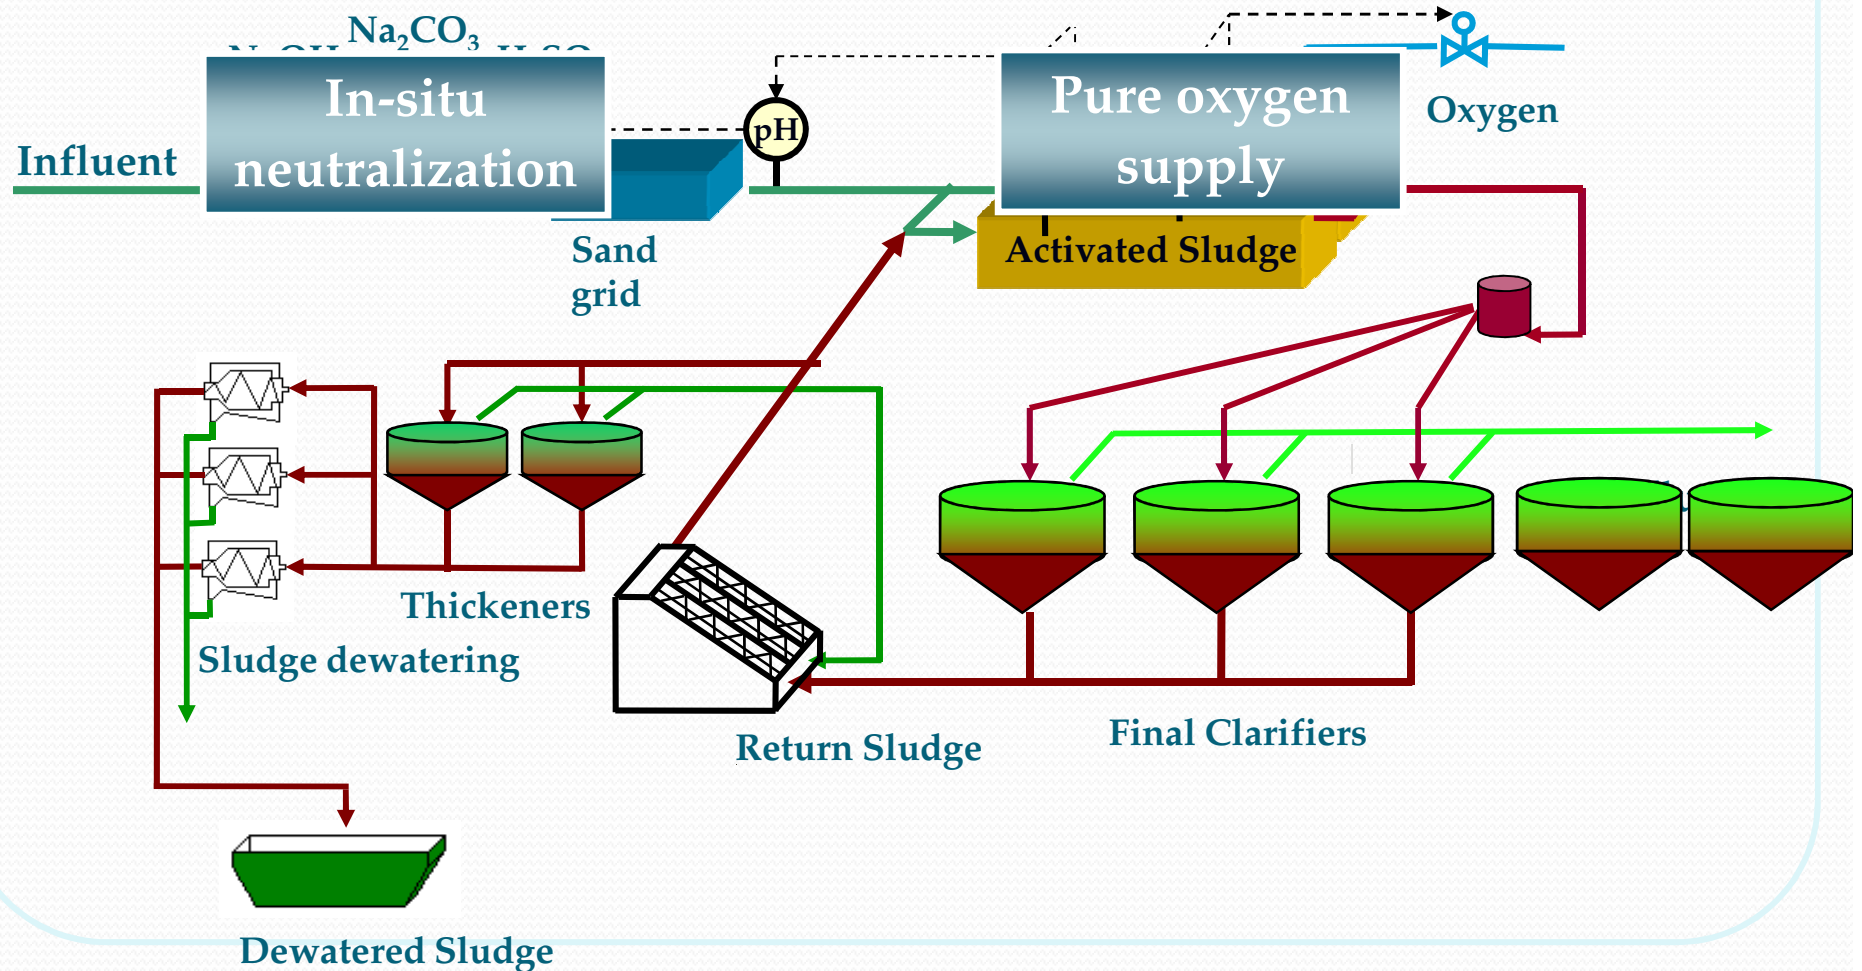 Na₂CO₃
In-situ
neutralization
Pure oxygen
supply
Oxygen
pH
Influent
Sand
grid
Activated Sludge
Thickeners
Sludge dewatering
Return Sludge
Final Clarifiers
Dewatered Sludge